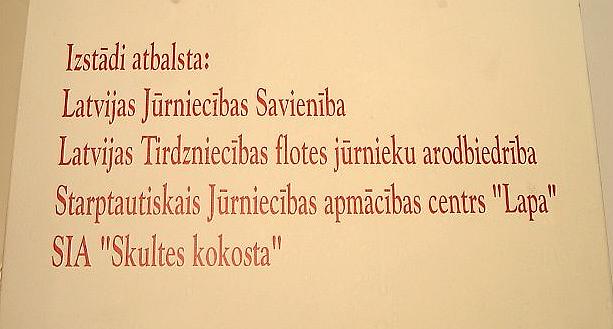 Izstādi atbalsta:
Latvijas Jūrniecības Savienība
Latvijas Tirdzniecības flotes jūrnieku arodbiedrība
Starptautiskais Jūrniecības apmācības centrs "Lapa"
SIA "Skultes kokosta"